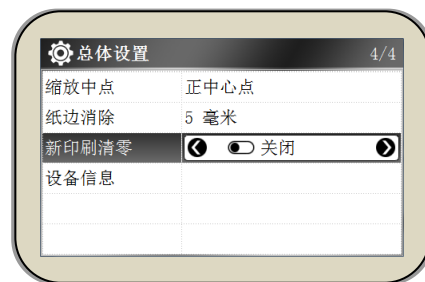 总体设置 4/4
缩放中点 正中心点
纸边消除 5 毫米
新印刷清零 关闭
设备信息